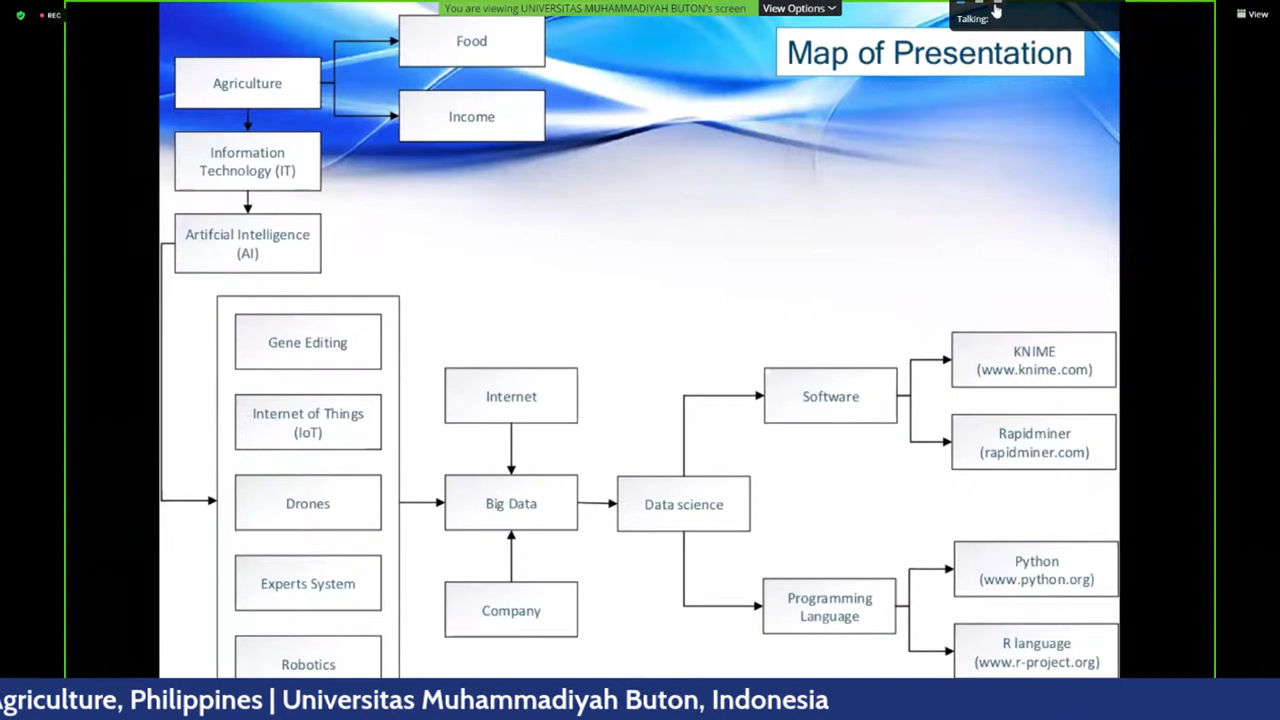 REC
You are viewing UNIVERSITAS MUHAMMADIYAH BUTON's screen
View Options
Talking:
View
Map of Presentation
Food
Agriculture
Income
Information
Technology (IT)
Artifcial Intelligence
(AI)
Gene Editing
Internet of Things
(IoT)
Drones
Experts System
Robotics
Internet
Big Data
Company
Data science
Software
Programming
Language
KNIME
(www.knime.com)
Rapidminer
(rapidminer.com)
Python
(www.python.org)
R language
(www.r-project.org)
Agriculture, Philippines | Universitas Muhammadiyah Buton, Indonesia